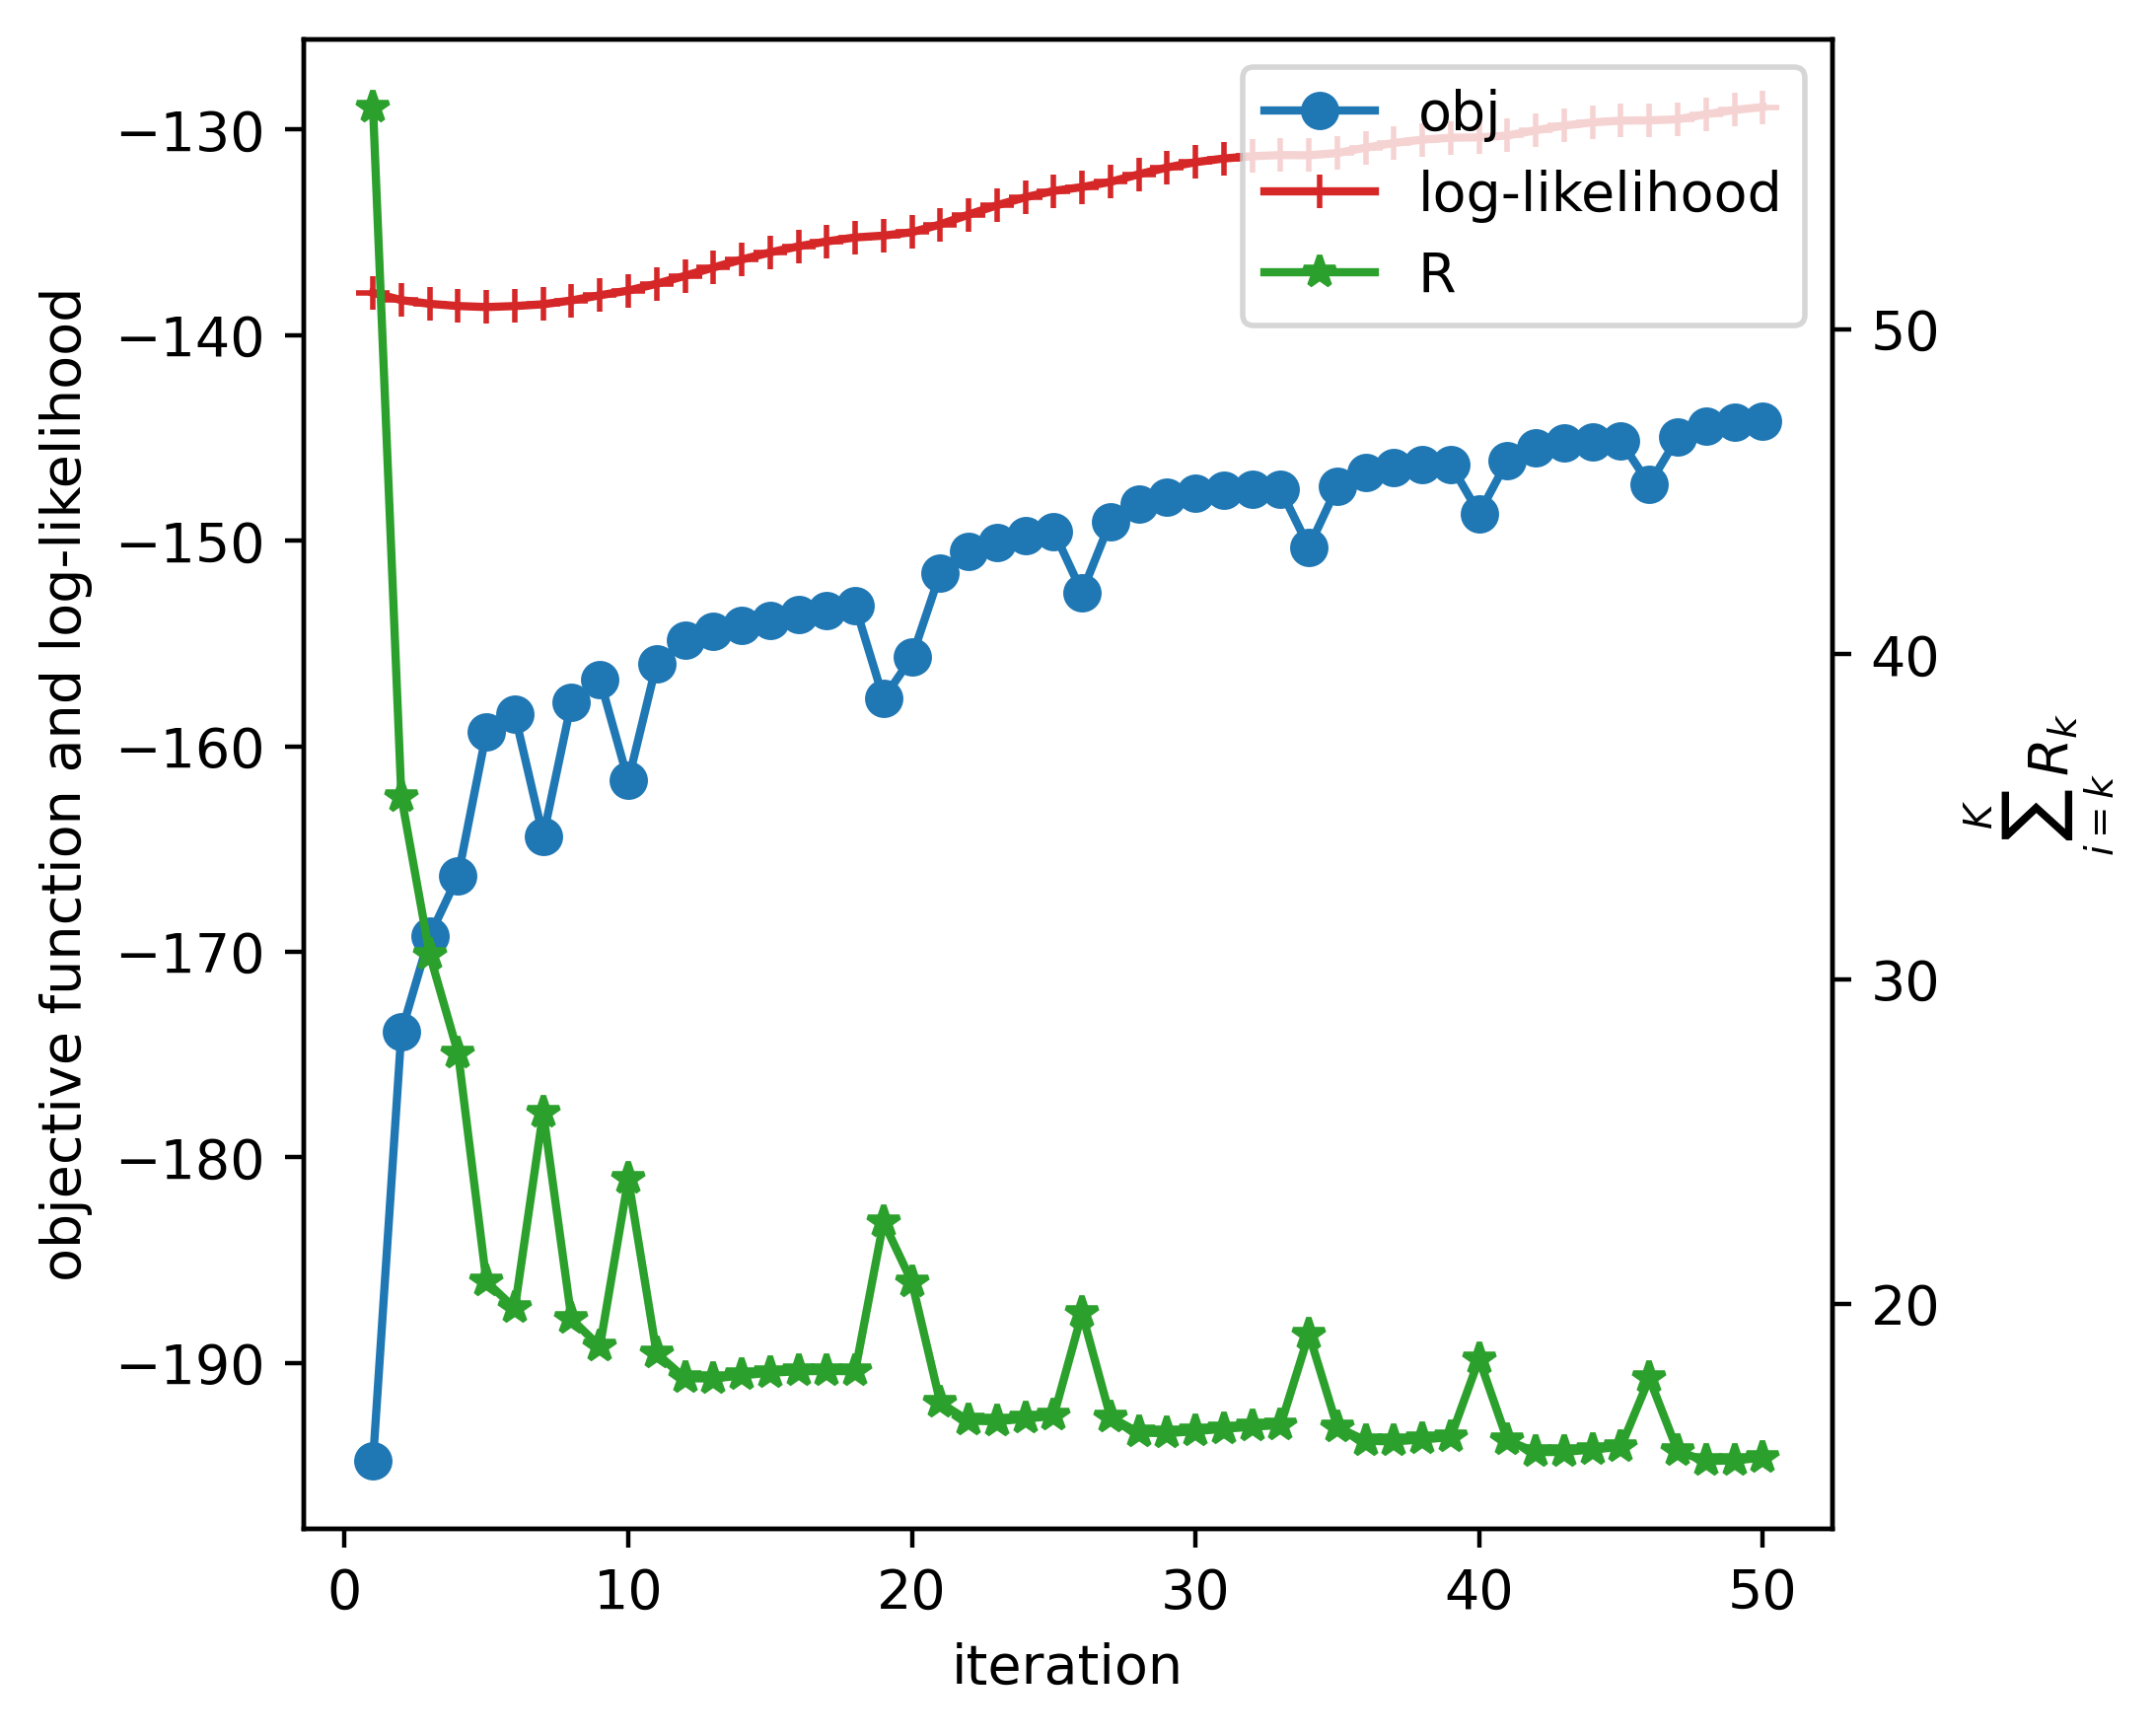 objective function and log-likelihood
−130
−140
−150
−160
−170
−180
−190
obj
log-likelihood
R
50
40
30
20
K
∑ R_k
i=k
0 10 20 30 40 50
iteration